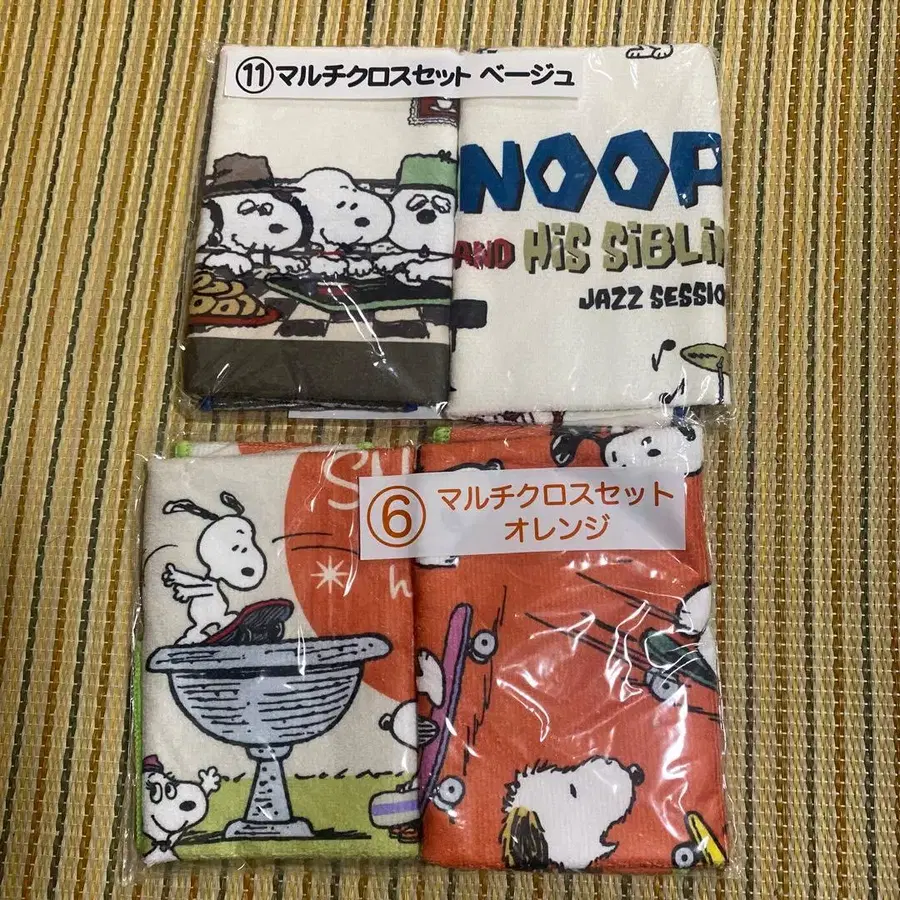 ⑪マルチクロスセット ベージュ
NOOP
AND HIS SIBLI
JAZZ SESSIO
⑥ マルチクロスセット
オレンジ